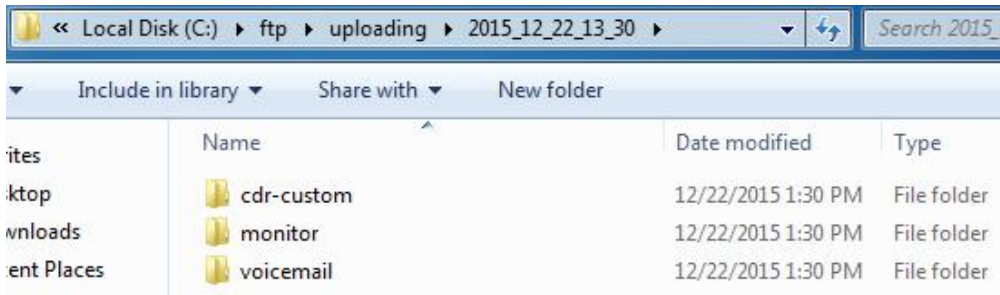 « Local Disk (C:) ▸ ftp ▸ uploading ▸ 2015_12_22_13_30 ▸ Search 2015_
Include in library Share with New folder
Name Date modified Type
rites
sktop cdr-custom 12/22/2015 1:30 PM File folder
wnloads monitor 12/22/2015 1:30 PM File folder
ent Places voicemail 12/22/2015 1:30 PM File folder